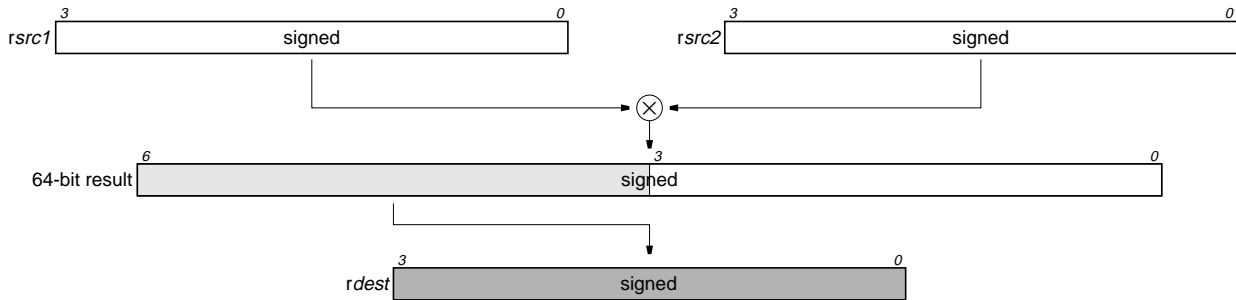 3 0 3 0
rsrc1 signed rsrc2 signed
6 3 0
64-bit result signed
3 0
rdest signed